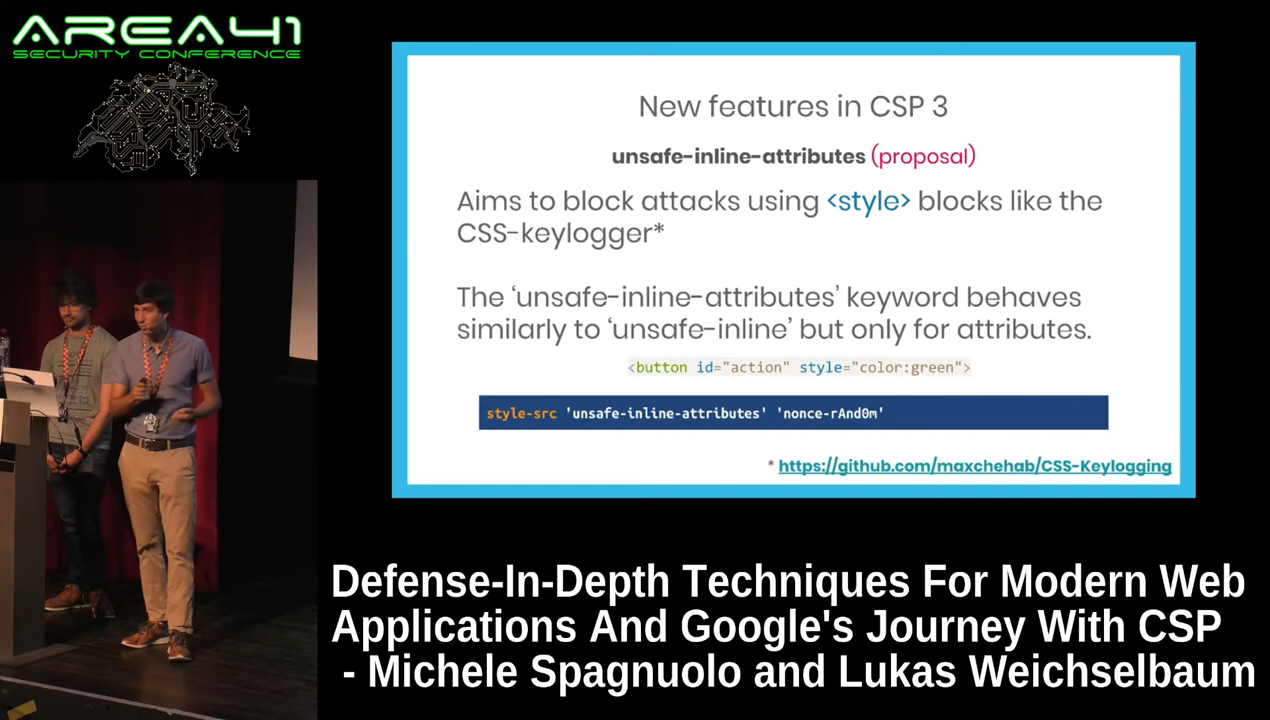 AREA41
SECURITY CONFERENCE
New features in CSP 3
unsafe-inline-attributes (proposal)
Aims to block attacks using <style> blocks like the
CSS-keylogger*
The ‘unsafe-inline-attributes’ keyword behaves
similarly to ‘unsafe-inline’ but only for attributes.
<button id="action" style="color:green">
style-src 'unsafe-inline-attributes' 'nonce-rAnd0m'
* https://github.com/maxchehab/CSS-Keylogging
Defense-In-Depth Techniques For Modern Web
Applications And Google's Journey With CSP
- Michele Spagnuolo and Lukas Weichselbaum